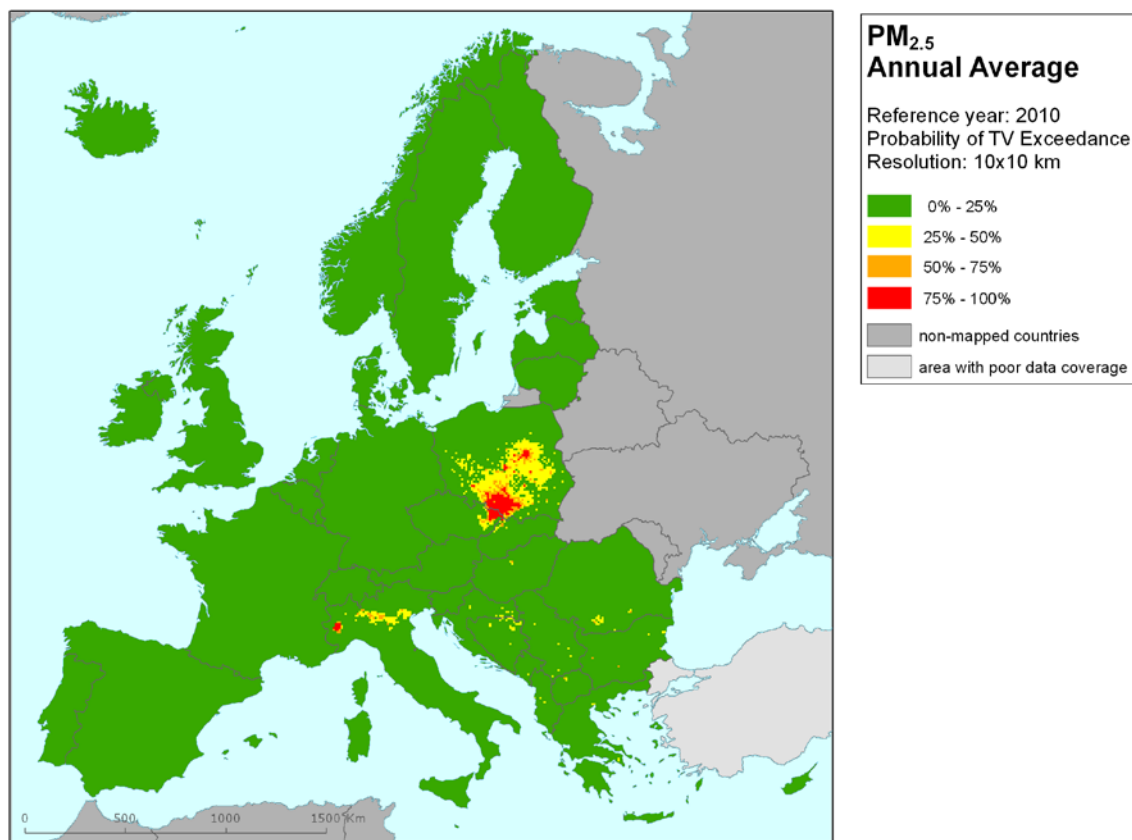 PM2.5
Annual Average
Reference year: 2010
Probability of TV Exceedance
Resolution: 10x10 km
0% - 25%
25% - 50%
50% - 75%
75% - 100%
non-mapped countries
area with poor data coverage
0 500 1000 1500 Km